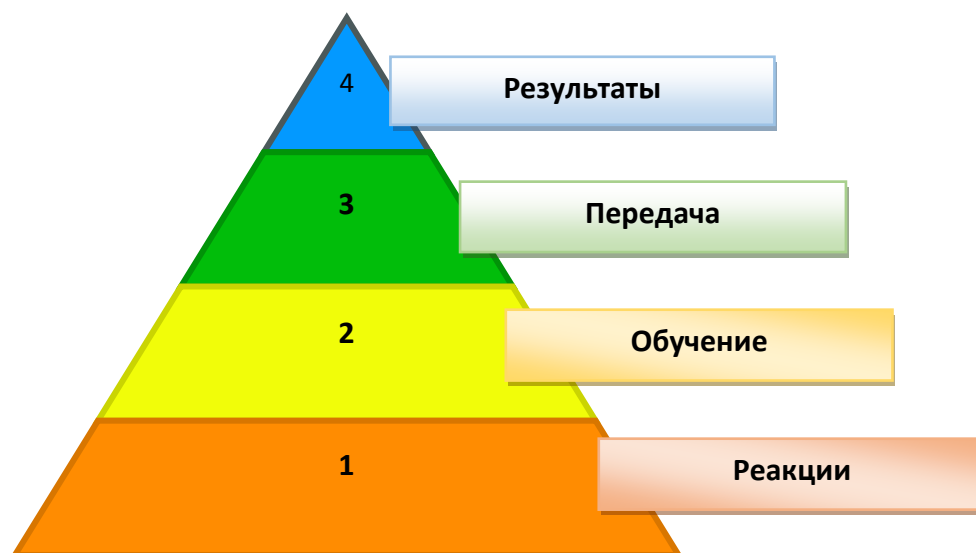 4
Результаты
3
Передача
2
Обучение
1
Реакции